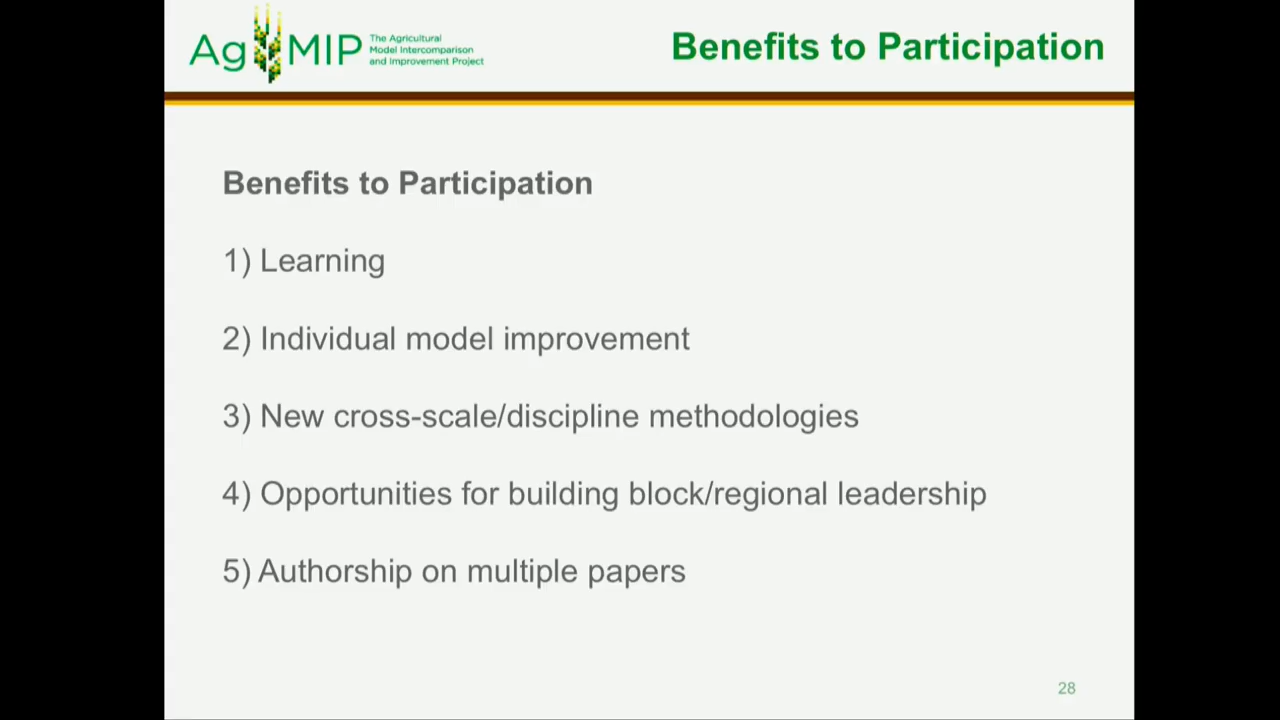 AgMIP
The Agricultural
Model Intercomparison
and Improvement Project
Benefits to Participation
Benefits to Participation
1) Learning
2) Individual model improvement
3) New cross-scale/discipline methodologies
4) Opportunities for building block/regional leadership
5) Authorship on multiple papers
28